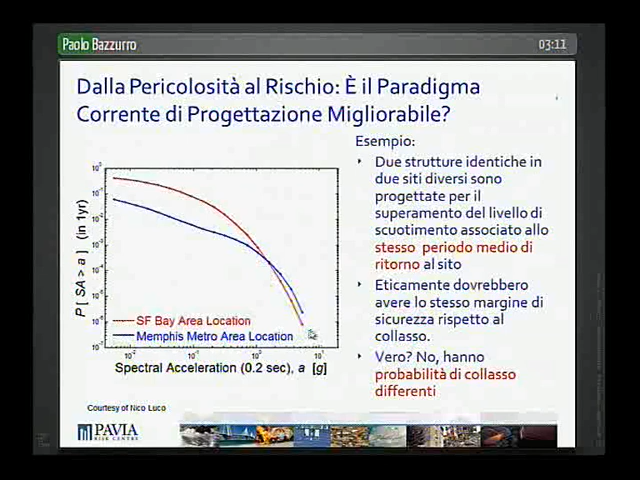 Paolo Bazzurro
03:11
Dalla Pericolosità al Rischio: È il Paradigma
Corrente di Progettazione Migliorabile?
Esempio:
Due strutture identiche in
due siti diversi sono
progettate per il
superamento del livello di
scuotimento associato allo
stesso periodo medio di
ritorno al sito
Eticamente dovrebbero
avere lo stesso margine di
sicurezza rispetto al
collasso.
Vero? No, hanno
probabilità di collasso
differenti
P [ SA > a ] (in 1yr)
SF Bay Area Location
Memphis Metro Area Location
Spectral Acceleration (0.2 sec), a [g]
Courtesy of Nico Luco
PAVIA
RISK CENTRE